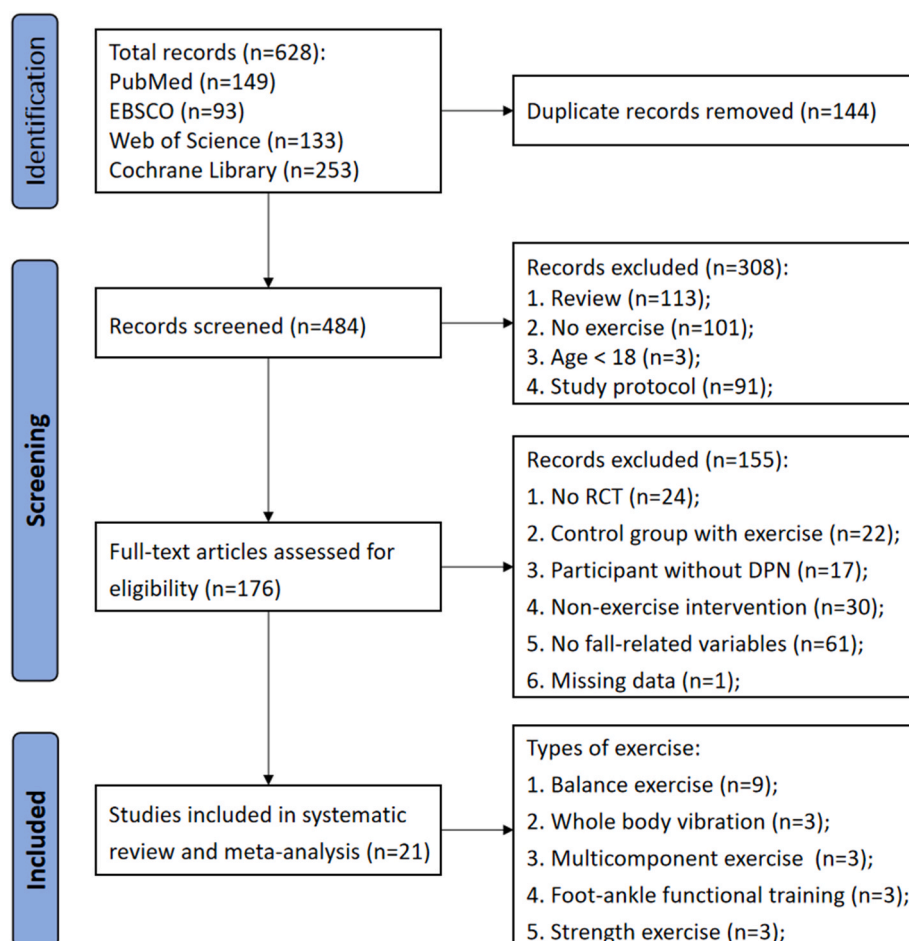 Identification
Total records (n=628):
PubMed (n=149)
EBSCO (n=93)
Web of Science (n=133)
Cochrane Library (n=253)
Duplicate records removed (n=144)
Screening
Records screened (n=484)
Records excluded (n=308):
1. Review (n=113);
2. No exercise (n=101);
3. Age < 18 (n=3);
4. Study protocol (n=91);
Full-text articles assessed for
eligibility (n=176)
Records excluded (n=155):
1. No RCT (n=24);
2. Control group with exercise (n=22);
3. Participant without DPN (n=17);
4. Non-exercise intervention (n=30);
5. No fall-related variables (n=61);
6. Missing data (n=1);
Included
Studies included in systematic
review and meta-analysis (n=21)
Types of exercise:
1. Balance exercise (n=9);
2. Whole body vibration (n=3);
3. Multicomponent exercise (n=3);
4. Foot-ankle functional training (n=3);
5. Strength exercise (n=3);